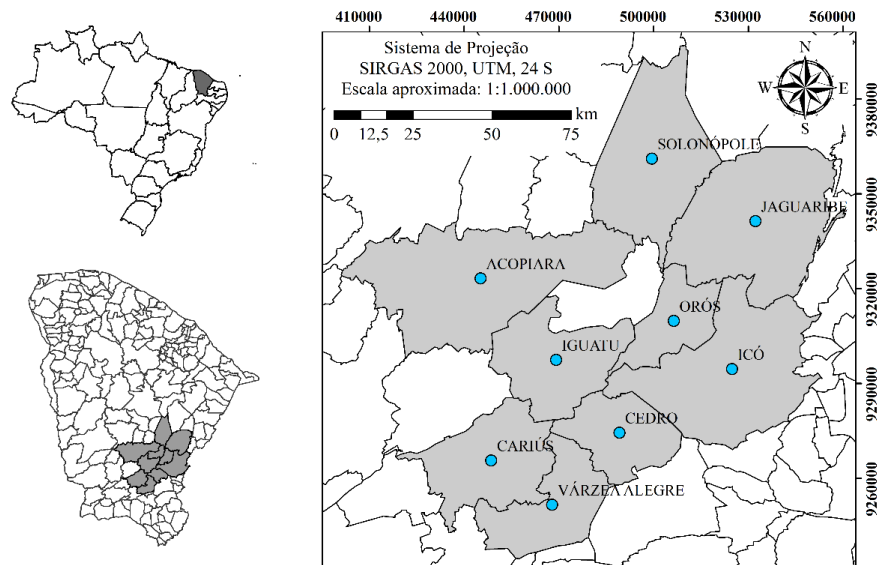 410000 440000 470000 500000 530000 560000
Sistema de Projeção
SIRGAS 2000, UTM, 24 S
Escala aproximada: 1:1.000.000
km
0 12,5 25 50 75
N
W E
S
9380000
9350000
9320000
9290000
9260000
SOLONÓPOLE
JAGUARIBE
ACOPIARA
ORÓS
IGUATU
ICÓ
CEDRO
CARIÚS
VÁRZEA ALEGRE